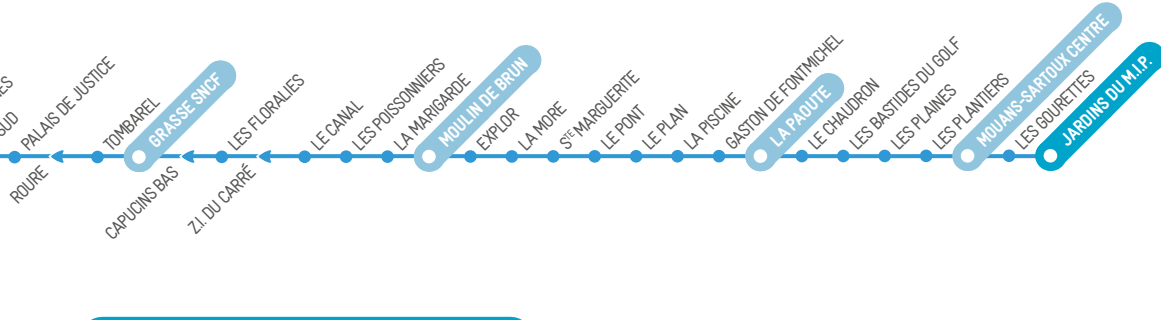 PALAIS DE JUSTICE
ROURE
TOMBAREL
GRASSE SNCF
CAPUCINS BAS
LES FLORALIES
Z.I. DU CARRÉ
LE CANAL
LES POISSONNIERS
LA MARIGARDE
MOULIN DE BRUN
EXPLOR
LA MORE
STE MARGUERITE
LE PONT
LE PLAN
LA PISCINE
GASTON DE FONTMICHEL
LA PAOUTE
LE CHAUDRON
LES BASTIDES DU GOLF
LES PLAINES
LES PLANTIERS
MOUANS-SARTOUX CENTRE
LES GOURETTES
JARDINS DU M.I.P.